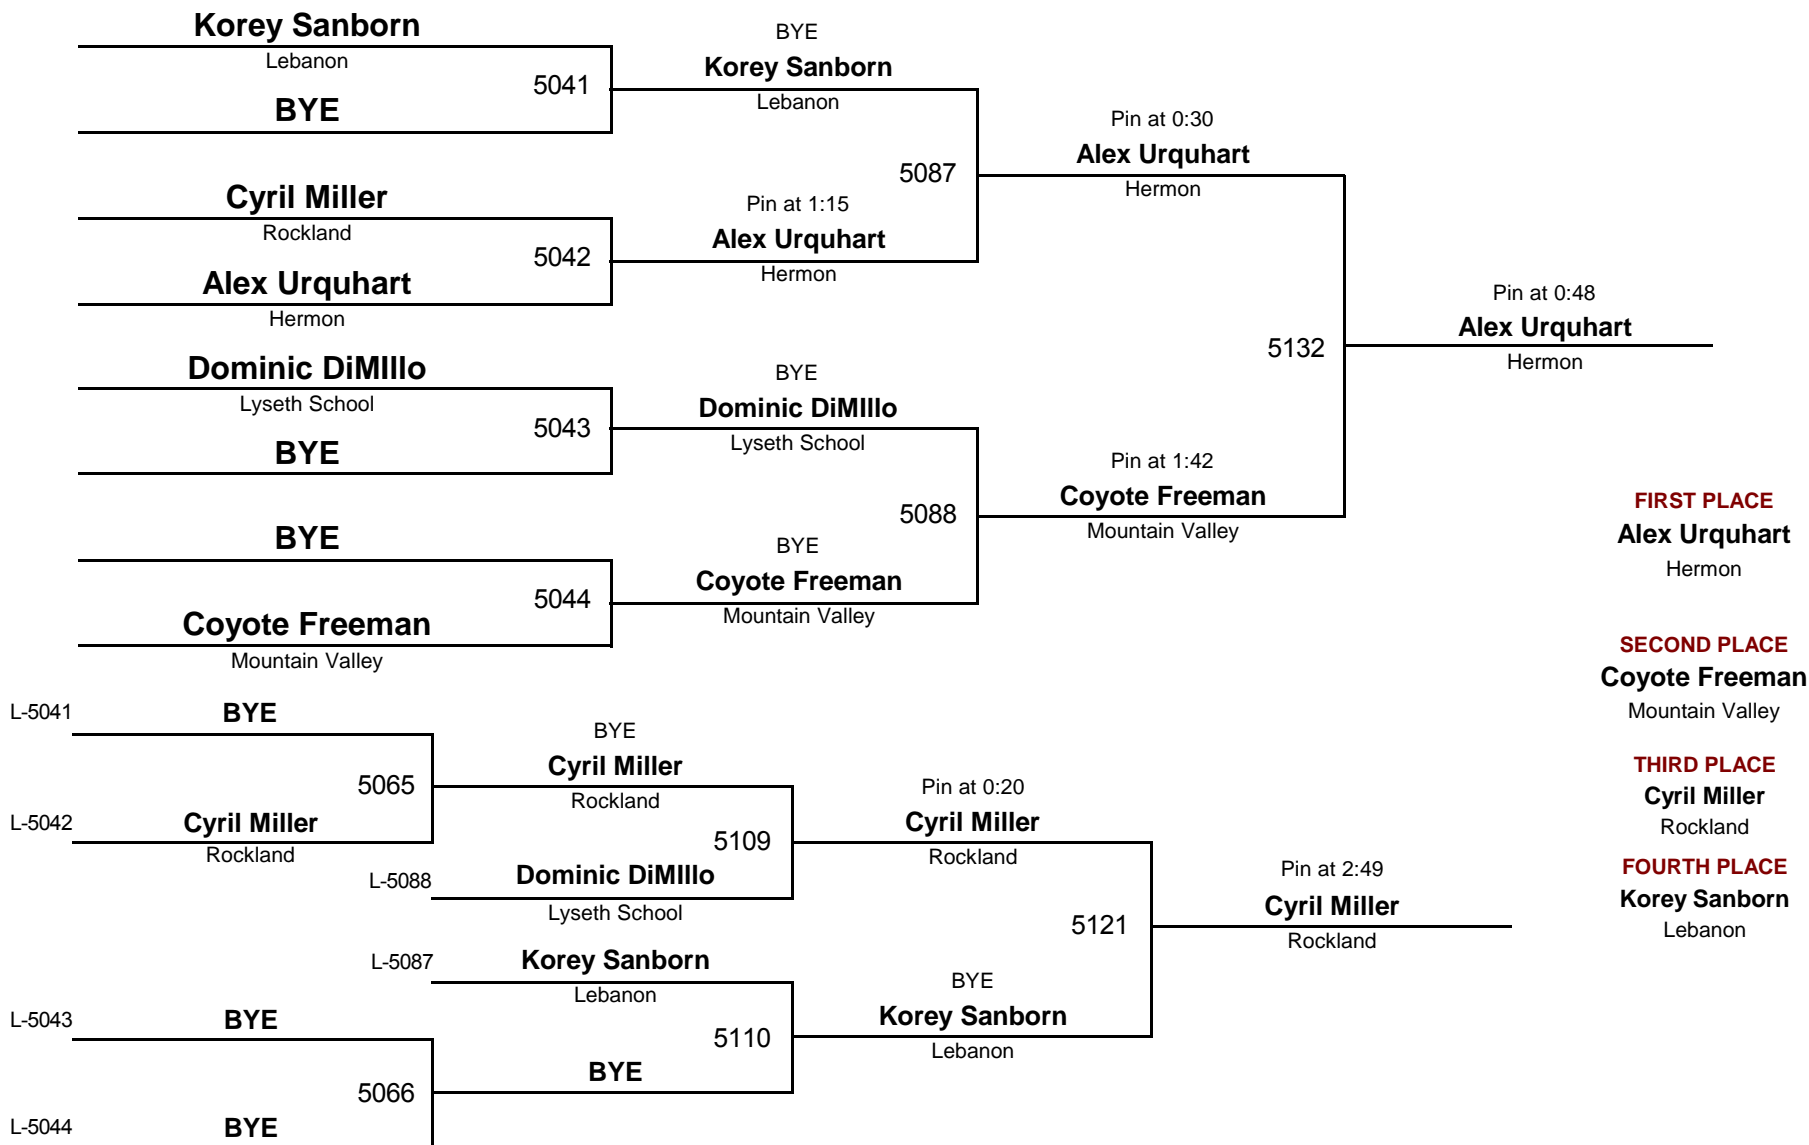 Korey Sanborn
Lebanon
5041
BYE
BYE
Korey Sanborn
Lebanon
Cyril Miller
Rockland
5042
Alex Urquhart
Hermon
Pin at 1:15
Alex Urquhart
Hermon
5087
Pin at 0:30
Alex Urquhart
Hermon
Dominic DiMIllo
Lyseth School
5043
BYE
BYE
Dominic DiMIllo
Lyseth School
BYE
5044
Coyote Freeman
Mountain Valley
BYE
Coyote Freeman
Mountain Valley
5088
Pin at 1:42
Coyote Freeman
Mountain Valley
5132
Pin at 0:48
Alex Urquhart
Hermon
FIRST PLACE
Alex Urquhart
Hermon
SECOND PLACE
Coyote Freeman
Mountain Valley
THIRD PLACE
Cyril Miller
Rockland
FOURTH PLACE
Korey Sanborn
Lebanon
L-5041
BYE
5065
L-5042
Cyril Miller
Rockland
BYE
Cyril Miller
Rockland
5109
L-5088
Dominic DiMIllo
Lyseth School
Pin at 0:20
Cyril Miller
Rockland
L-5087
Korey Sanborn
Lebanon
5110
L-5043
BYE
5066
L-5044
BYE
BYE
BYE
Korey Sanborn
Lebanon
5121
Pin at 2:49
Cyril Miller
Rockland